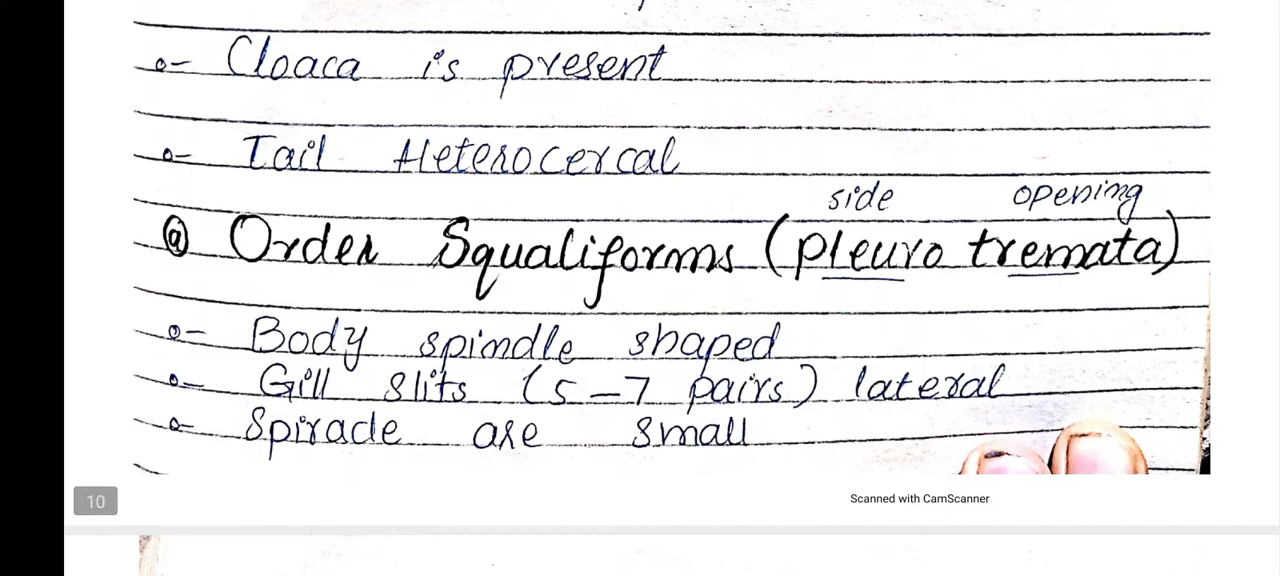 o- Cloaca is present
o- Tail Heterocercal
side opening
@ Order Squaliforms (pleuro tremata)
o- Body spindle shaped
o- Gill slits (5-7 pairs) lateral
o- Spiracle are small
10
Scanned with CamScanner